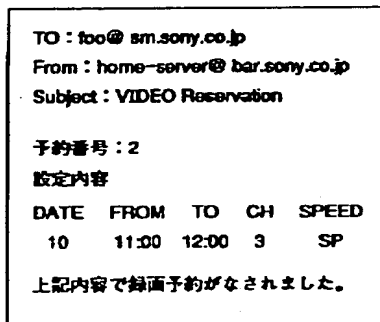 TO：foo@ sm.sony.co.jp
From：home-server@ bar.sony.co.jp
Subject：VIDEO Reservation
予約番号：2
設定内容
DATE FROM TO CH SPEED
10 11:00 12:00 3 SP
上記内容で録画予約がなされました。